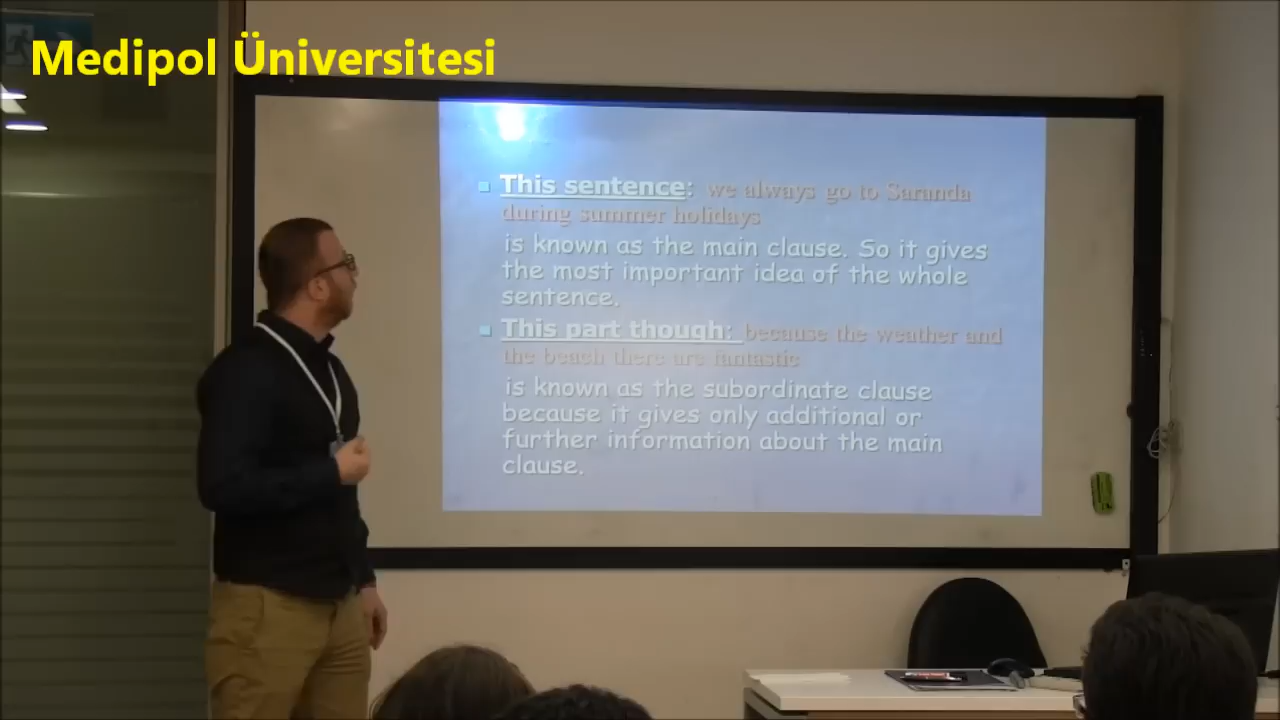 Medipol Üniversitesi
This sentence: we always go to Saranda
during summer holidays
is known as the main clause. So it gives
the most important idea of the whole
sentence.
This part though: because the weather and
the beach there are fantastic
is known as the subordinate clause
because it gives only additional or
further information about the main
clause.